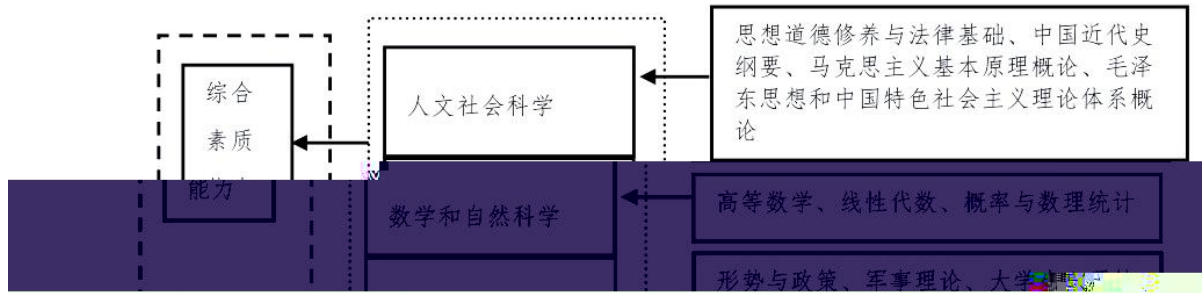 综合
素质
能力
人文社会科学
思想道德修养与法律基础、中国近代史
纲要、马克思主义基本原理概论、毛泽
东思想和中国特色社会主义理论体系概
论
数学和自然科学
高等数学、线性代数、概率与数理统计
形势与政策、军事理论、大学